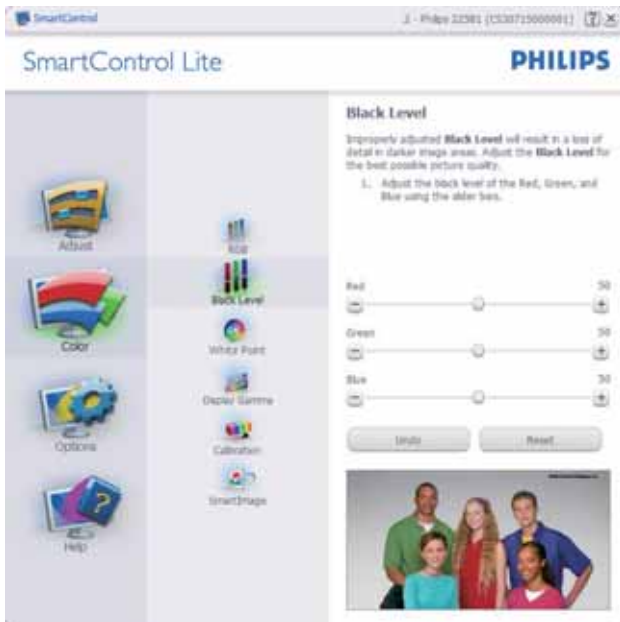 SmartControl
SmartControl Lite
PHILIPS
Adjust
Color
Options
Help
RGB
Black Level
White Point
Display Gamma
Calibration
SmartImage
Black Level
Improperly adjusted Black Level will result in a loss of
detail in darker image areas. Adjust the Black Level for
the best possible picture quality.
1. Adjust the black level of the Red, Green, and
Blue using the slider bars.
Red 50
Green 50
Blue 50
Undo Reset